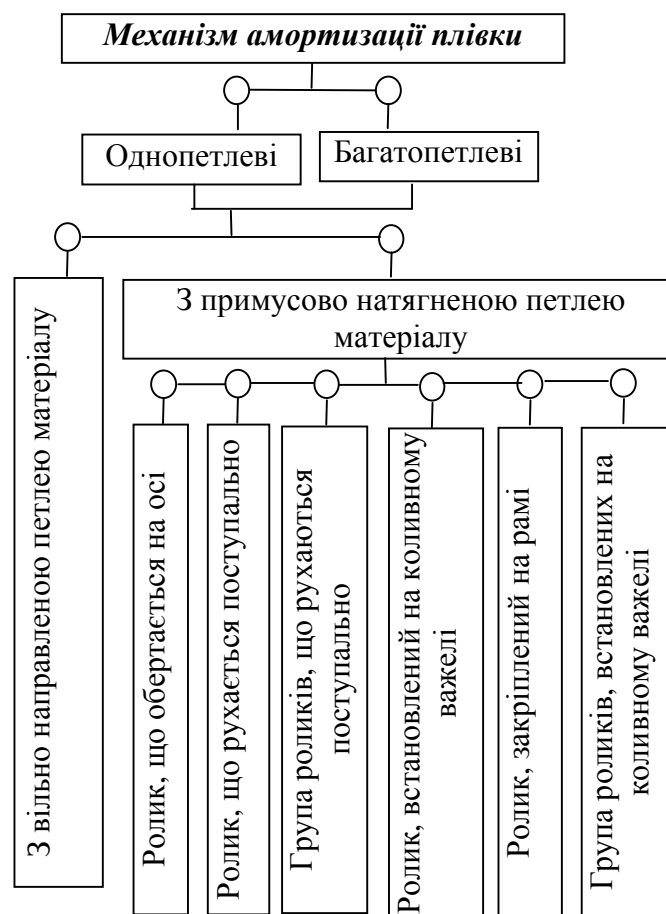 Механізм амортизації плівки
Однопетлеві
Багатопетлеві
З вільно направленою петлею матеріалу
З примусово натягненою петлею
матеріалу
Ролик, що обертається на осі
Ролик, що рухається поступально
Група роликів, що рухаються
поступально
Ролик, встановлений на коливному
важелі
Ролик, закріплений на рамі
Група роликів, встановлених на
коливному важелі